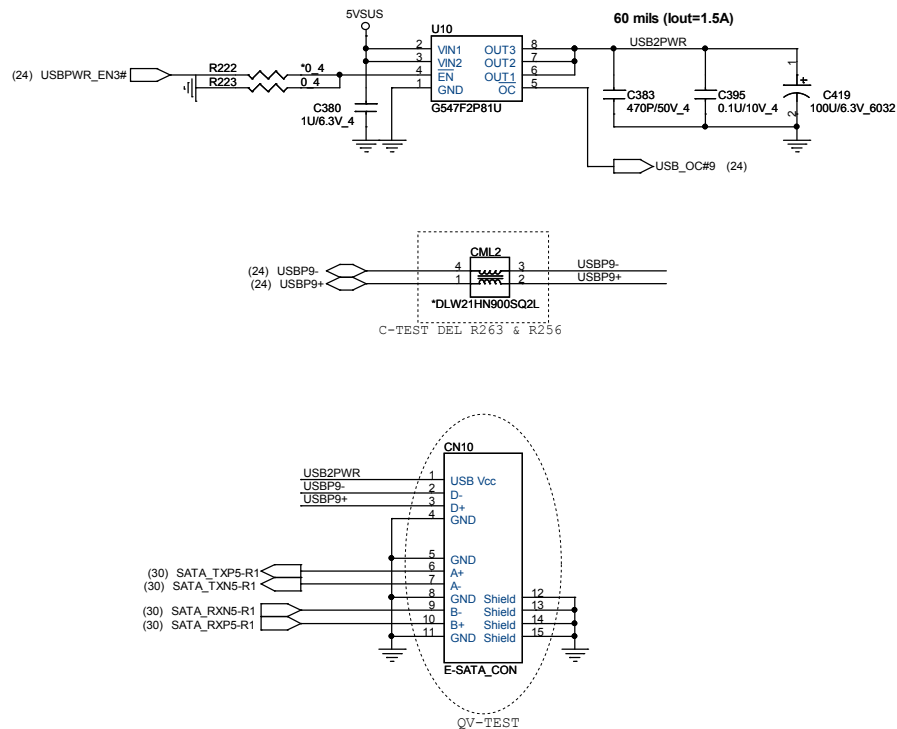 5VSUS
60 mils (Iout=1.5A)
U10
USB2PWR
2 VIN1 OUT3 8
3 VIN2 OUT2 7
4 EN OUT1 6
1 GND OC 5
G547F2P81U
(24) USBPWR_EN3#
R222 *0_4
R223 0_4
C380
1U/6.3V_4
C383
470P/50V_4
C395
0.1U/10V_4
1
+
C419
100U/6.3V_6032
2
USB_OC#9 (24)
CML2
(24) USBP9- 4 3 USBP9-
(24) USBP9+ 1 2 USBP9+
*DLW21HN900SQ2L
C-TEST DEL R263 & R256
CN10
USB2PWR 1 USB Vcc
USBP9- 2 D-
USBP9+ 3 D+
4 GND
5 GND
(30) SATA_TXP5-R1 6 A+
(30) SATA_TXN5-R1 7 A-
8 GND Shield 12
(30) SATA_RXN5-R1 9 B- Shield 13
(30) SATA_RXP5-R1 10 B+ Shield 14
11 GND Shield 15
E-SATA_CON
QV-TEST